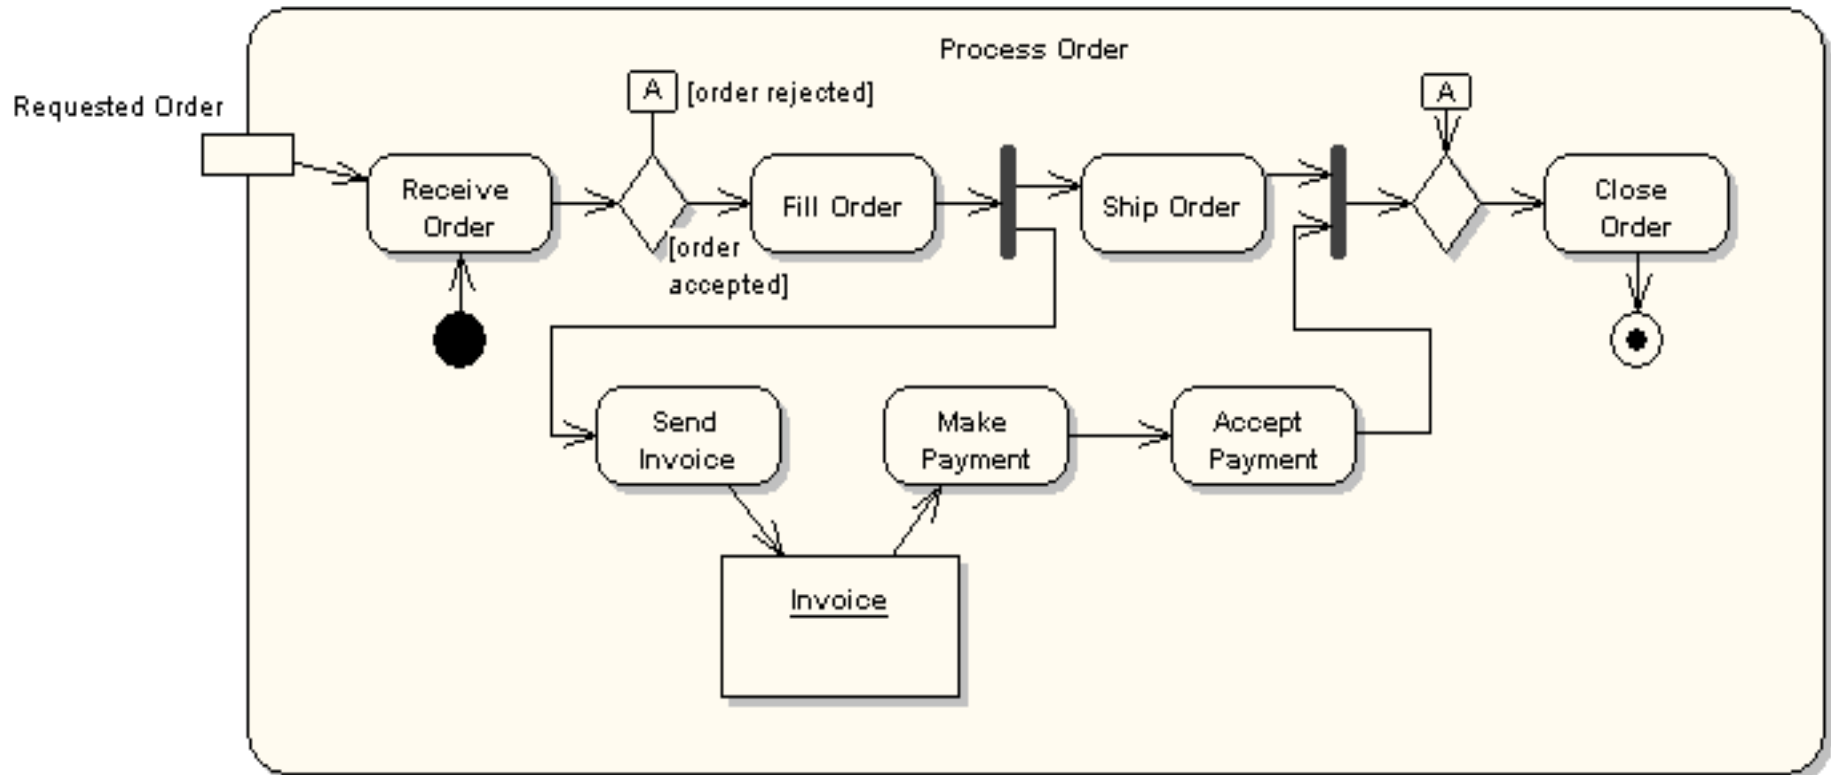 Process Order
Requested Order
A
[order rejected]
A
Receive
Order
Fill Order
Ship Order
Close
Order
[order
accepted]
Send
Invoice
Make
Payment
Accept
Payment
Invoice